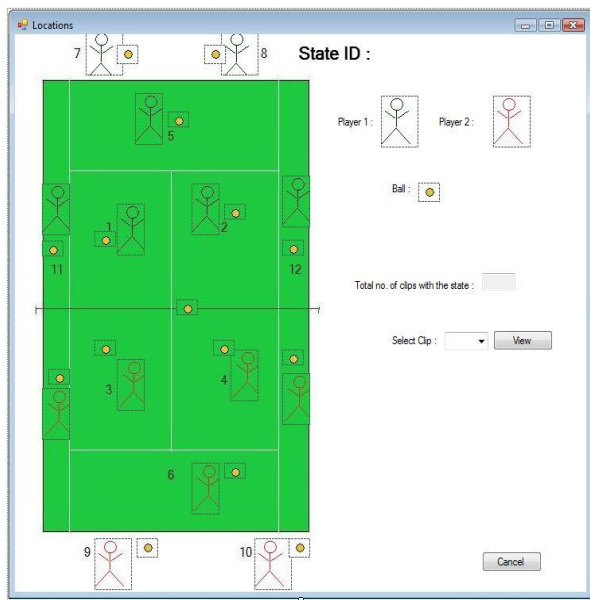 Locations
7
8
State ID :
5
Player 1 :
Player 2 :
Ball :
1
2
11
12
Total no. of clips with the state :
Select Clip :
View
3
4
6
9
10
Cancel